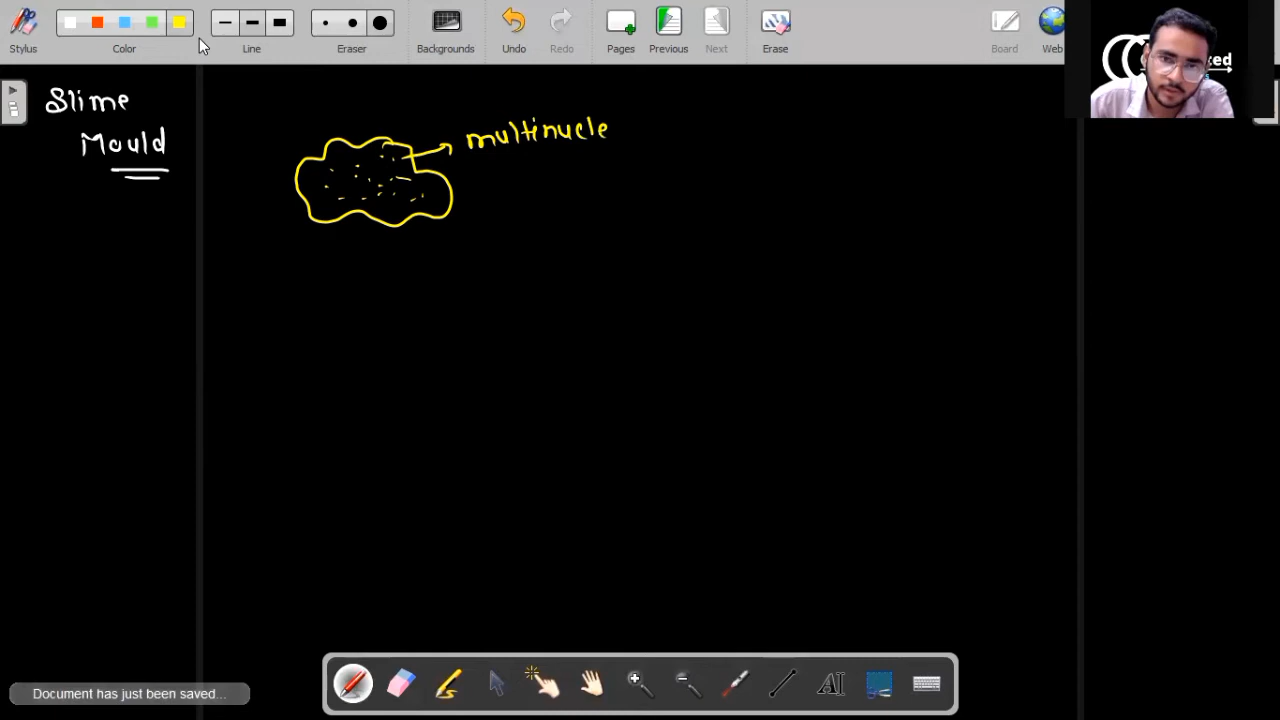 Stylus
Color
Line
Eraser
Backgrounds
Undo
Redo
Pages
Previous
Next
Erase
Board
Web
Slime
Mould
multinucle
Document has just been saved...
AI